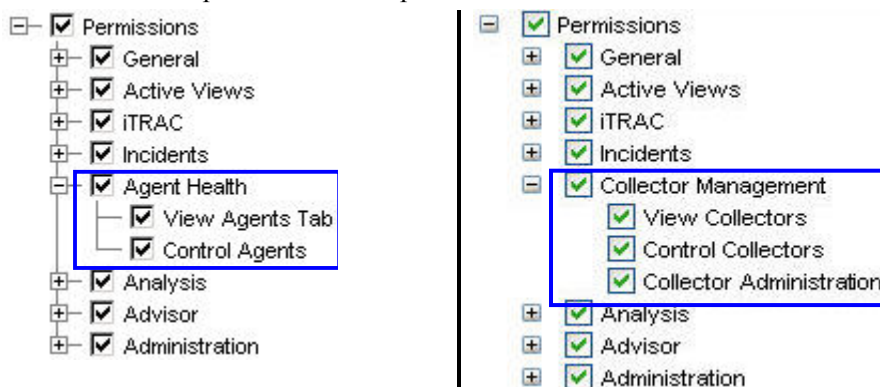 Permissions
General
Active Views
iTRAC
Incidents
Agent Health
View Agents Tab
Control Agents
Analysis
Advisor
Administration
Permissions
General
Active Views
iTRAC
Incidents
Collector Management
View Collectors
Control Collectors
Collector Administration
Analysis
Advisor
Administration